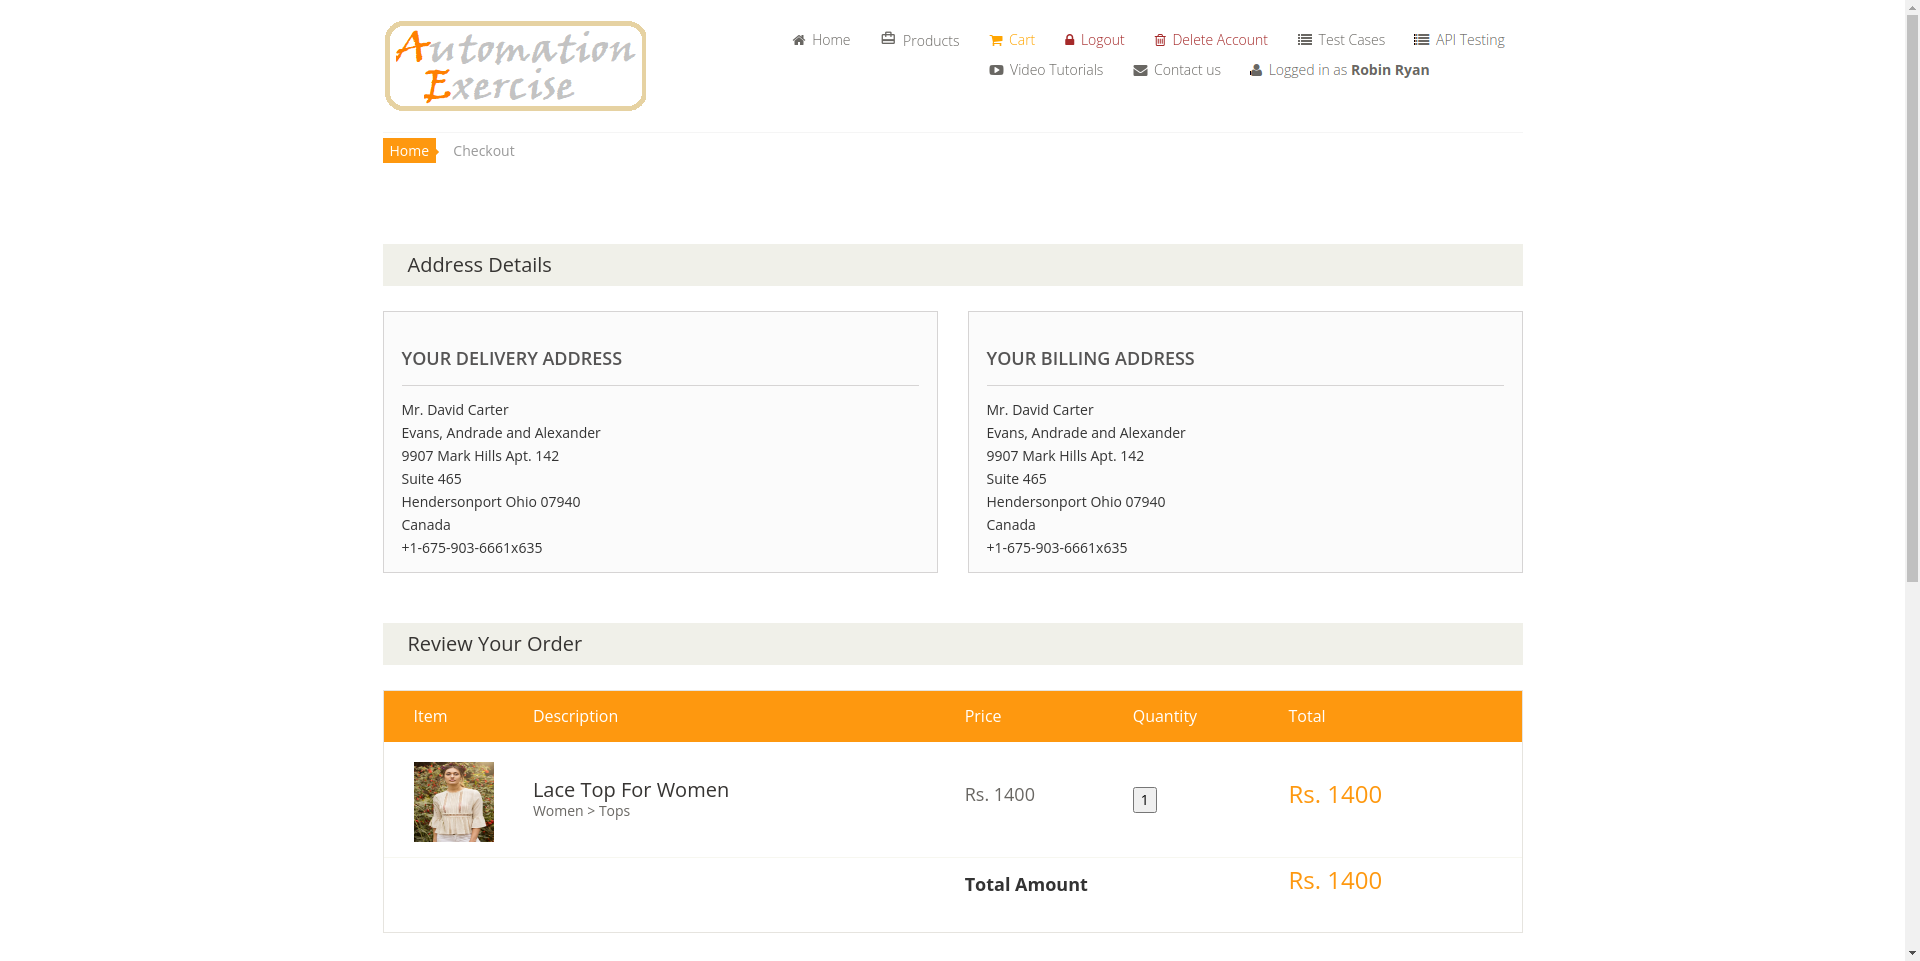 Automation
Exercise
Home
Products
Cart
Logout
Delete Account
Test Cases
API Testing
Video Tutorials
Contact us
Logged in as Robin Ryan
Home
Checkout
Address Details
YOUR DELIVERY ADDRESS
Mr. David Carter
Evans, Andrade and Alexander
9907 Mark Hills Apt. 142
Suite 465
Hendersonport Ohio 07940
Canada
+1-675-903-6661x635
YOUR BILLING ADDRESS
Mr. David Carter
Evans, Andrade and Alexander
9907 Mark Hills Apt. 142
Suite 465
Hendersonport Ohio 07940
Canada
+1-675-903-6661x635
Review Your Order
Item Description Price Quantity Total
Lace Top For Women
Women > Tops
Rs. 1400
1
Rs. 1400
Total Amount
Rs. 1400